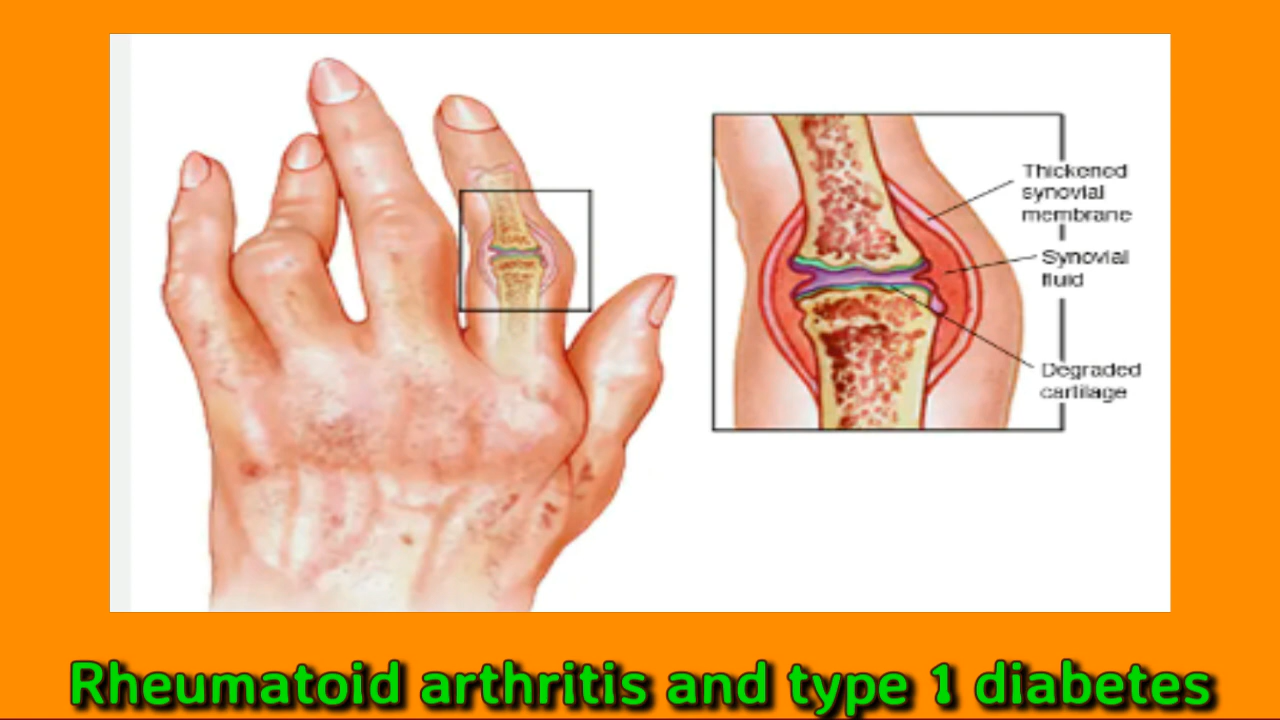 Thickened
synovial
membrane
Synovial
fluid
Degraded
cartilage
Rheumatoid arthritis and type 1 diabetes